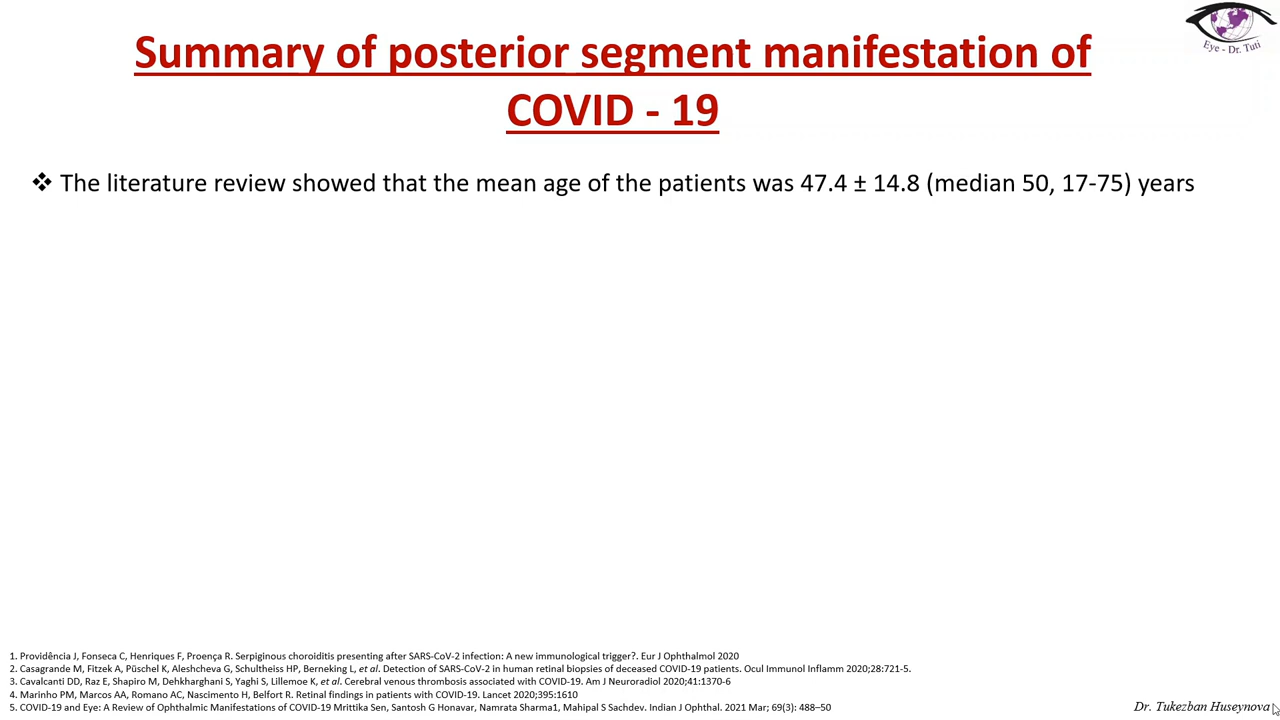 Eye - Dr. Tuti
Summary of posterior segment manifestation of
COVID - 19
❖ The literature review showed that the mean age of the patients was 47.4 ± 14.8 (median 50, 17-75) years
1. Providência J, Fonseca C, Henriques F, Proença R. Serpiginous choroiditis presenting after SARS-CoV-2 infection: A new immunological trigger?. Eur J Ophthalmol 2020
2. Casagrande M, Fitzek A, Püschel K, Aleshcheva G, Schultheiss HP, Berneking L, et al. Detection of SARS-CoV-2 in human retinal biopsies of deceased COVID-19 patients. Ocul Immunol Inflamm 2020;28:721-5.
3. Cavalcanti DD, Raz E, Shapiro M, Dehkharghani S, Yaghi S, Lillemoe K, et al. Cerebral venous thrombosis associated with COVID-19. Am J Neuroradiol 2020;41:1370-6
4. Marinho PM, Marcos AA, Romano AC, Nascimento H, Belfort R. Retinal findings in patients with COVID-19. Lancet 2020;395:1610
5. COVID-19 and Eye: A Review of Ophthalmic Manifestations of COVID-19 Mrittika Sen, Santosh G Honavar, Namrata Sharma1, Mahipal S Sachdev. Indian J Ophthal. 2021 Mar; 69(3): 488–50
Dr. Tukezban Huseynova